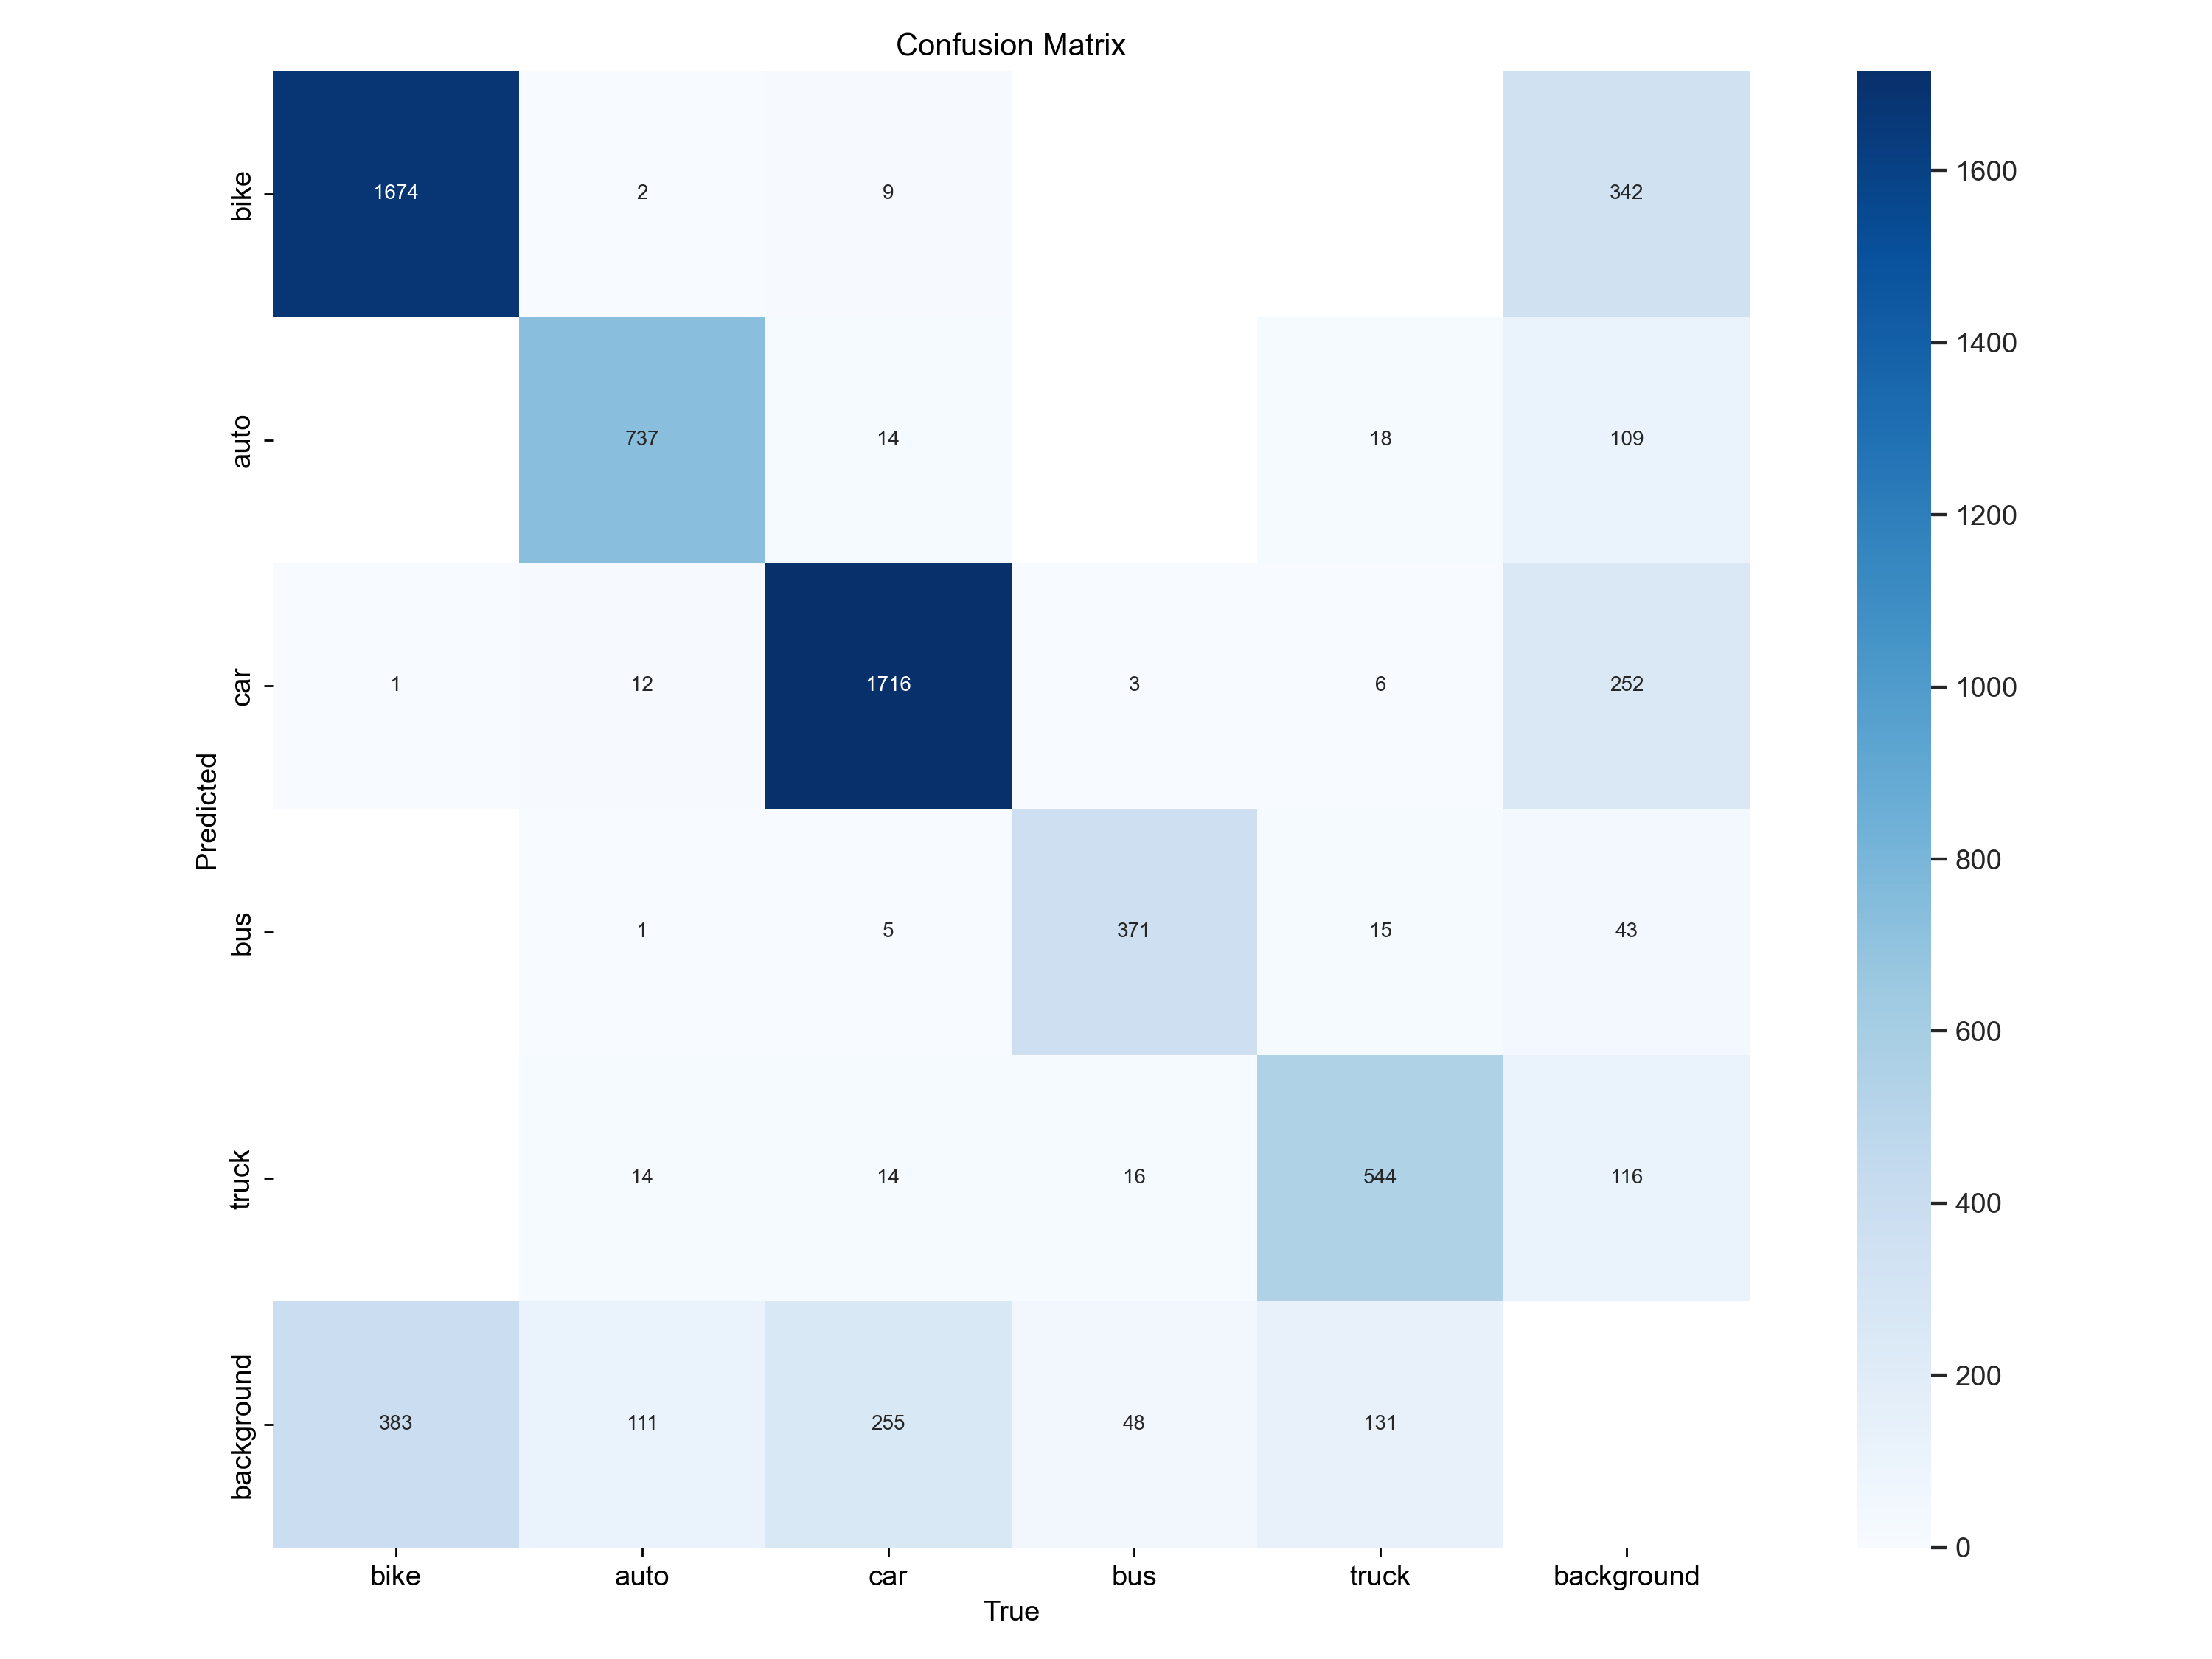 Confusion Matrix
bike 1674 2 9 342
auto 737 14 18 109
car 1 12 1716 3 6 252
bus 1 5 371 15 43
truck 14 14 16 544 116
background 383 111 255 48 131
bike auto car bus truck background
True
Predicted
1600
1400
1200
1000
800
600
400
200
0